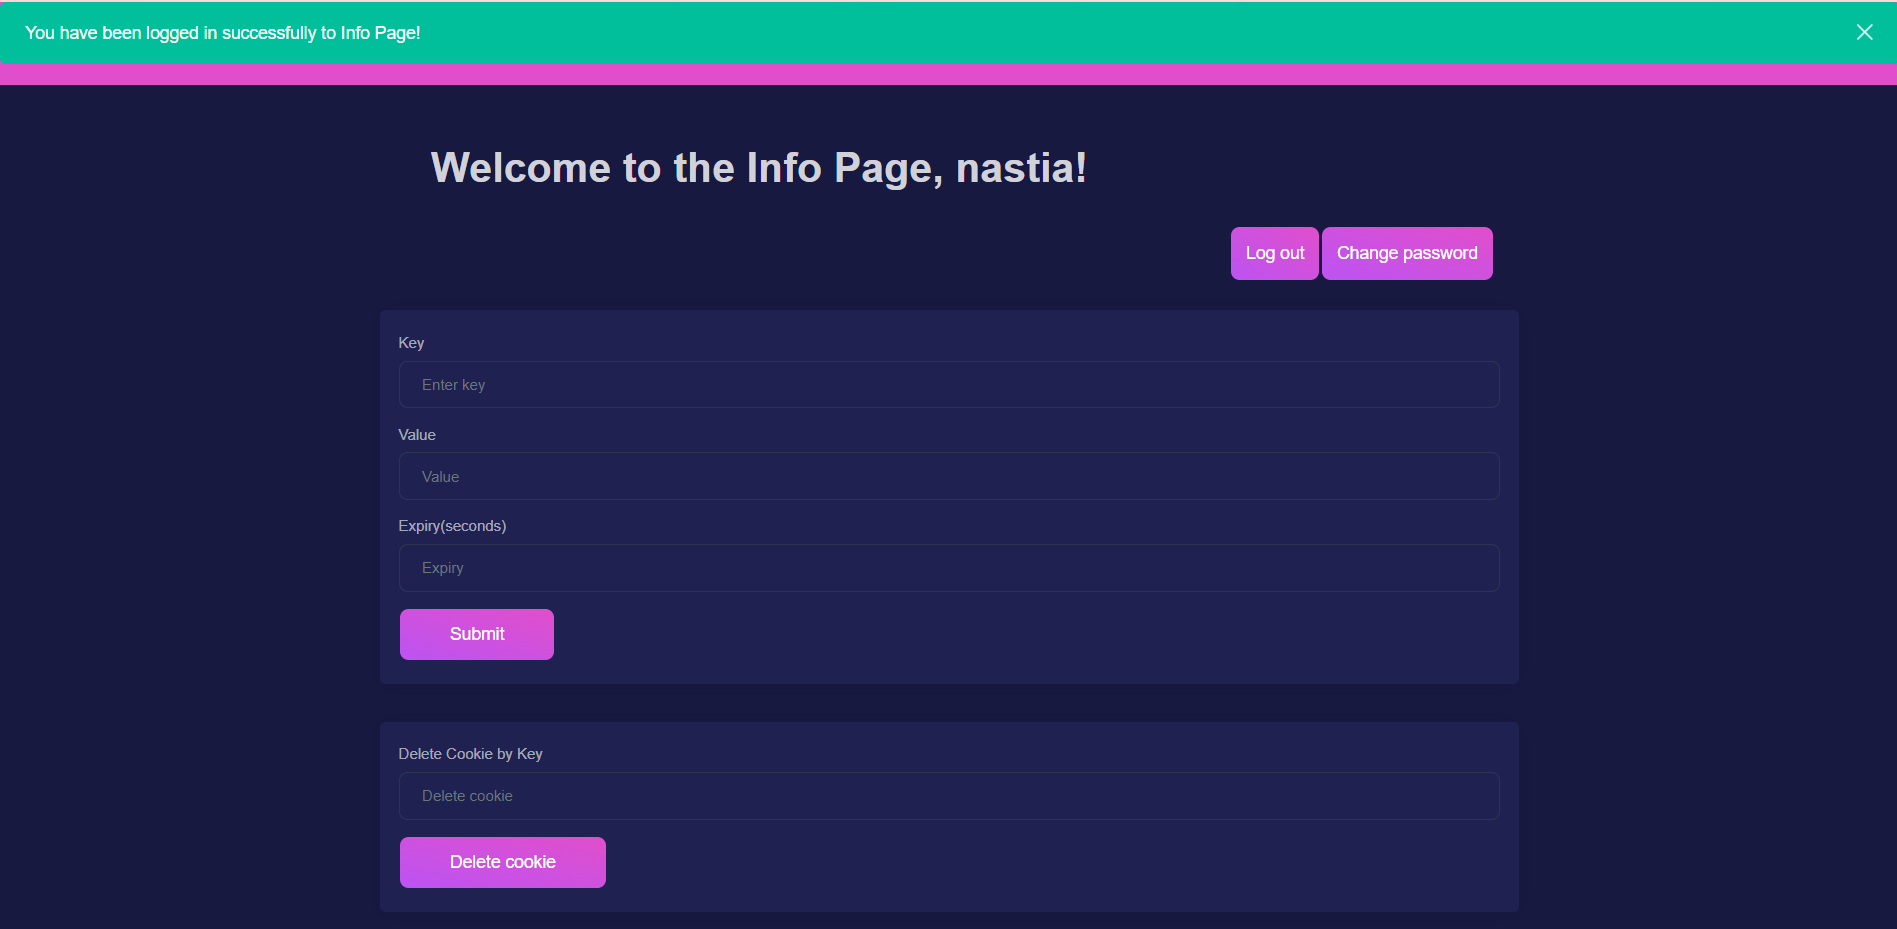 You have been logged in successfully to Info Page!
Welcome to the Info Page, nastia!
Log out Change password
Key
Enter key
Value
Value
Expiry(seconds)
Expiry
Submit
Delete Cookie by Key
Delete cookie
Delete cookie